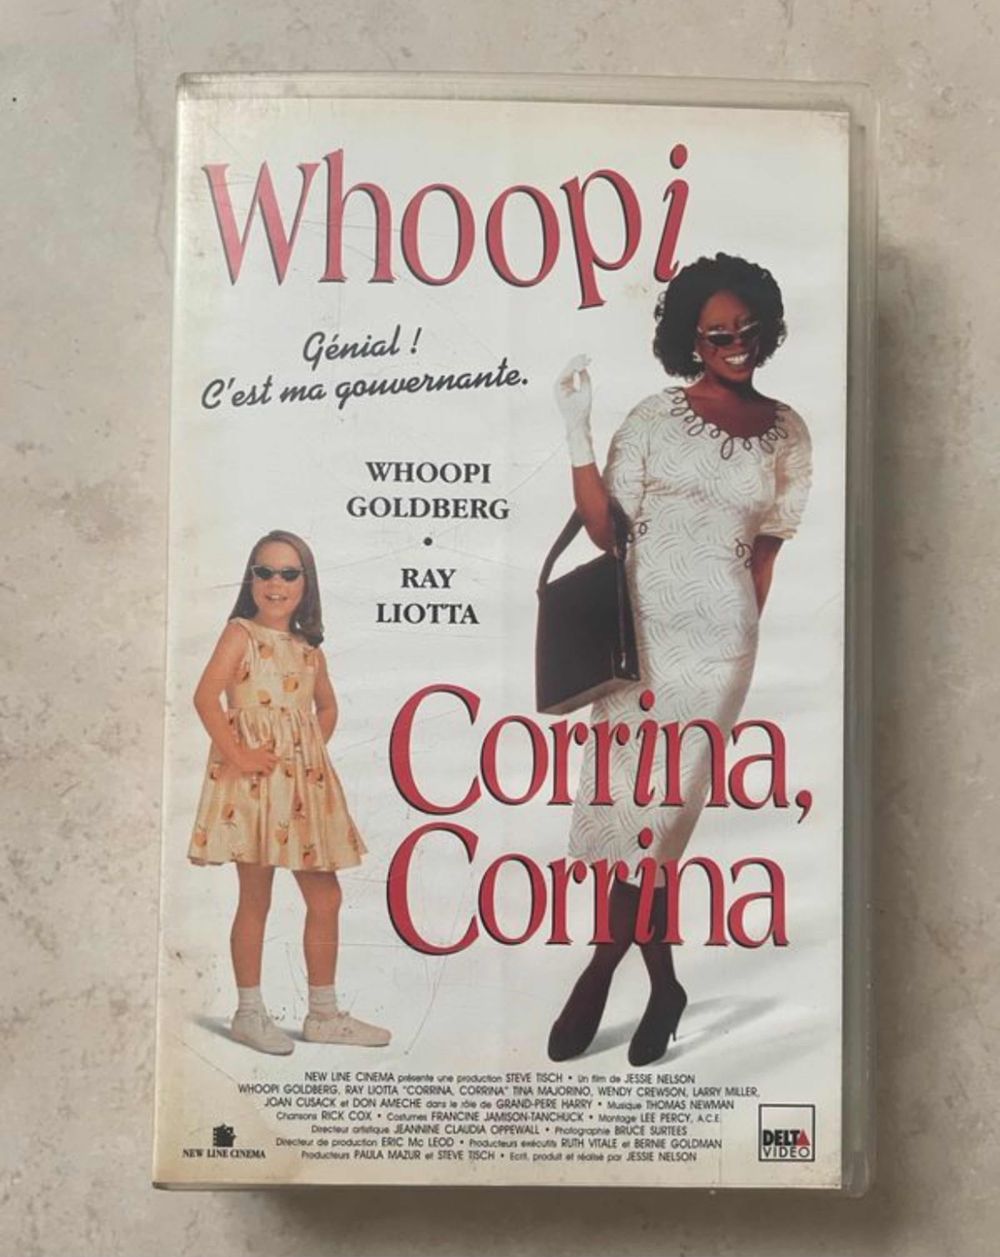 Whoopi
Génial !
C'est ma gouvernante.
WHOOPI
GOLDBERG
•
RAY
LIOTTA
Corrina,
Corrina
NEW LINE CINEMA présente une production STEVE TISCH • un film de JESSIE NELSON
WHOOPI GOLDBERG, RAY LIOTTA "CORRINA, CORRINA" TINA MAJORINO, WENDY CREWSON, LARRY MILLER,
JOAN CUSACK et DON AMECHE dans le rôle de GRAND-PERE HARRY • Musique THOMAS NEWMAN
Chansons RICK COX • Costumes FRANCINE JAMISON-TANCHUCK • Montage LEE PERCY, A.C.E
Directeur artistique JEANNINE CLAUDIA OPPEWALL • Photographie BRUCE SURTEES
Directeur de production ERIC Mc LEOD • Producteurs exécutifs RUTH VITALE et BERNIE GOLDMAN
Producteurs PAULA MAZUR et STEVE TISCH • Ecrit, produit et réalisé par JESSIE NELSON
NEW LINE CINEMA
DELTA
VIDEO